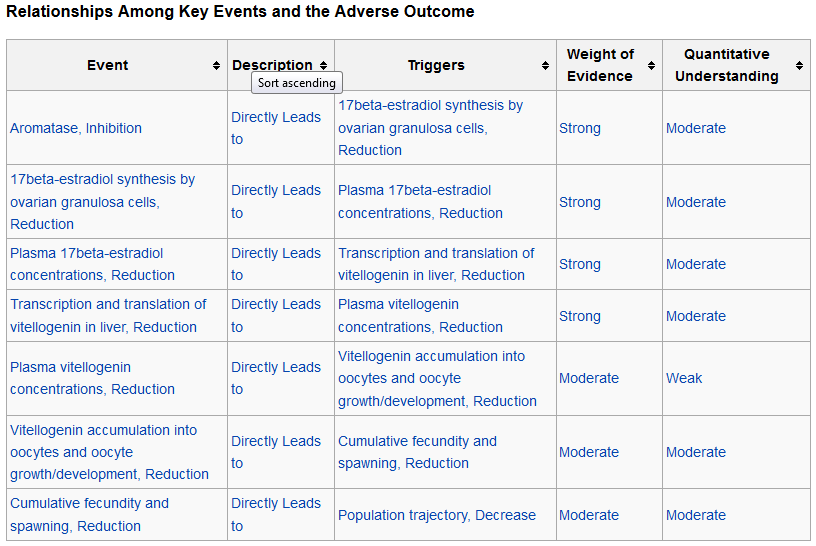 Relationships Among Key Events and the Adverse Outcome
Event
Description
Triggers
Weight of
Evidence
Quantitative
Understanding
Sort ascending
Aromatase, Inhibition
Directly Leads
to
17beta-estradiol synthesis by
ovarian granulosa cells,
Reduction
Strong
Moderate
17beta-estradiol synthesis by
ovarian granulosa cells,
Reduction
Directly Leads
to
Plasma 17beta-estradiol
concentrations, Reduction
Strong
Moderate
Plasma 17beta-estradiol
concentrations, Reduction
Directly Leads
to
Transcription and translation of
vitellogenin in liver, Reduction
Strong
Moderate
Transcription and translation of
vitellogenin in liver, Reduction
Directly Leads
to
Plasma vitellogenin
concentrations, Reduction
Strong
Moderate
Plasma vitellogenin
concentrations, Reduction
Directly Leads
to
Vitellogenin accumulation into
oocytes and oocyte
growth/development, Reduction
Moderate
Weak
Vitellogenin accumulation into
oocytes and oocyte
growth/development, Reduction
Directly Leads
to
Cumulative fecundity and
spawning, Reduction
Moderate
Moderate
Cumulative fecundity and
spawning, Reduction
Directly Leads
to
Population trajectory, Decrease
Moderate
Moderate